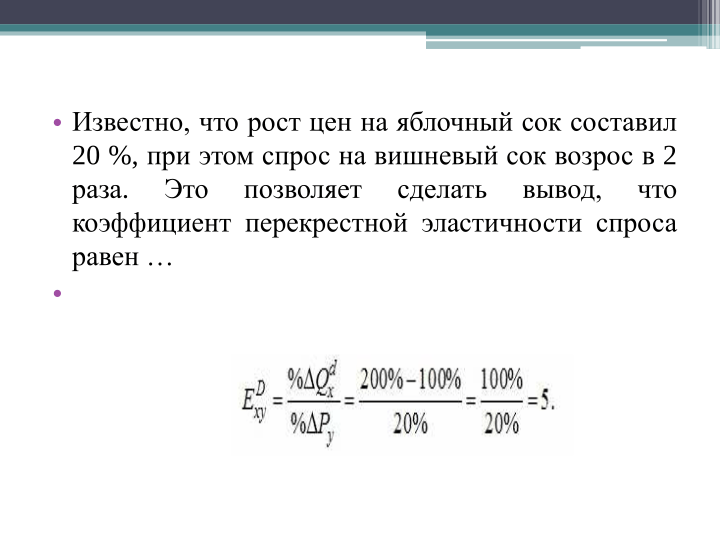 • Известно, что рост цен на яблочный сок составил
20 %, при этом спрос на вишневый сок возрос в 2
раза. Это позволяет сделать вывод, что
коэффициент перекрестной эластичности спроса
равен …
•
E^D_xy = %ΔQ^d_x / %ΔP_y = 200% − 100% / 20% = 100% / 20% = 5.